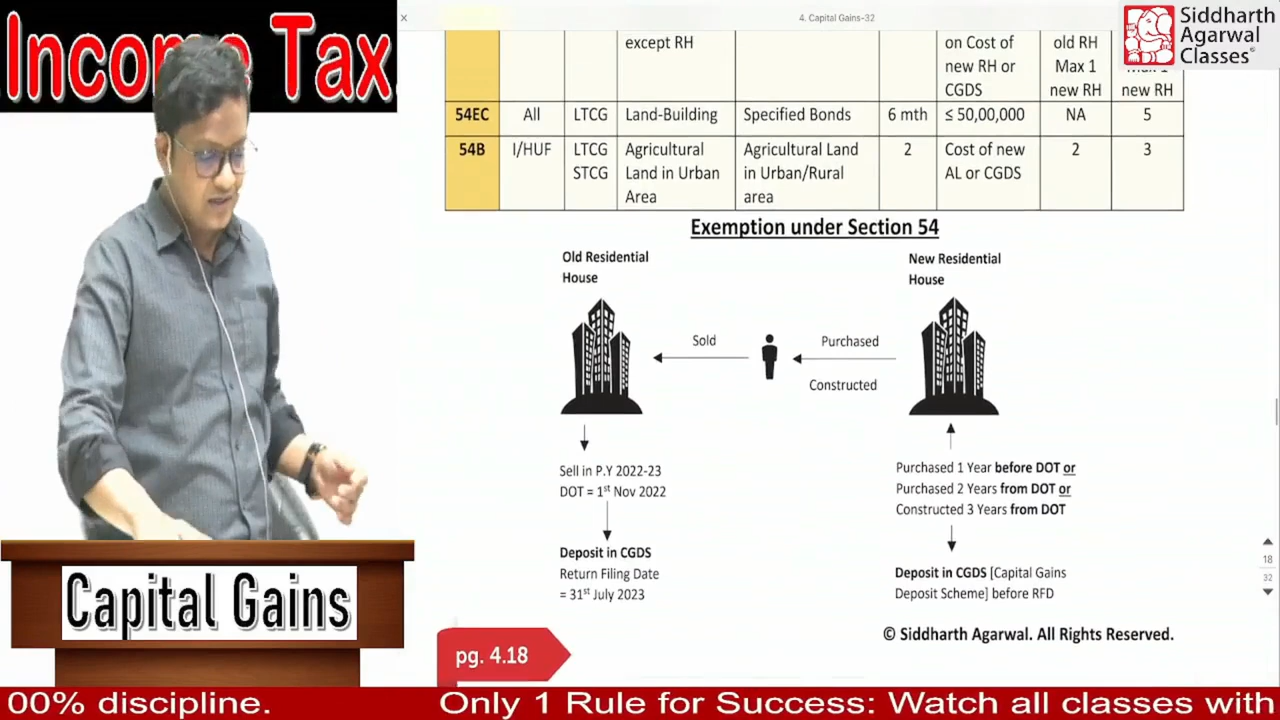 Income Tax
4. Capital Gains-32
Siddharth
Agarwal
Classes
except RH
on Cost of
new RH or
CGDS
old RH
Max 1
new RH
Max 1
new RH
54EC All LTCG Land-Building Specified Bonds 6 mth ≤ 50,00,000 NA 5
54B I/HUF LTCG Agricultural Agricultural Land 2 Cost of new 2 3
STCG Land in Urban in Urban/Rural AL or CGDS
Area area
Exemption under Section 54
Old Residential
House
New Residential
House
Sold
Purchased
Constructed
Sell in P.Y 2022-23
DOT = 1st Nov 2022
Purchased 1 Year before DOT or
Purchased 2 Years from DOT or
Constructed 3 Years from DOT
Deposit in CGDS
Return Filing Date
= 31st July 2023
Deposit in CGDS [Capital Gains
Deposit Scheme] before RFD
18
32
© Siddharth Agarwal. All Rights Reserved.
pg. 4.18
Capital Gains
00% discipline. Only 1 Rule for Success: Watch all classes with